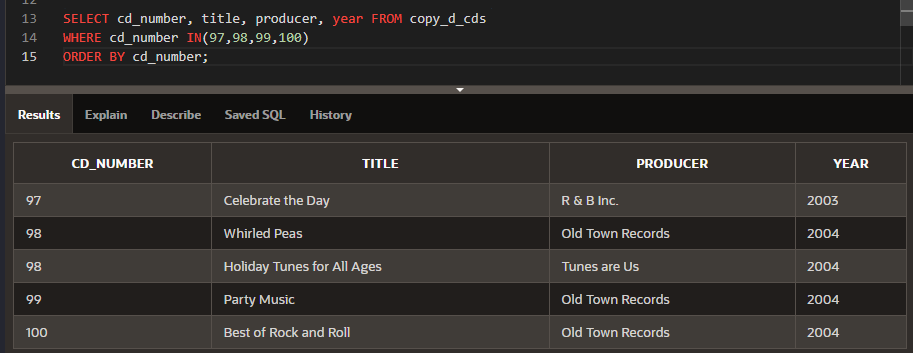 13 SELECT cd_number, title, producer, year FROM copy_d_cds
14 WHERE cd_number IN(97,98,99,100)
15 ORDER BY cd_number;
Results Explain Describe Saved SQL History
CD_NUMBER TITLE PRODUCER YEAR
97 Celebrate the Day R & B Inc. 2003
98 Whirled Peas Old Town Records 2004
98 Holiday Tunes for All Ages Tunes are Us 2004
99 Party Music Old Town Records 2004
100 Best of Rock and Roll Old Town Records 2004